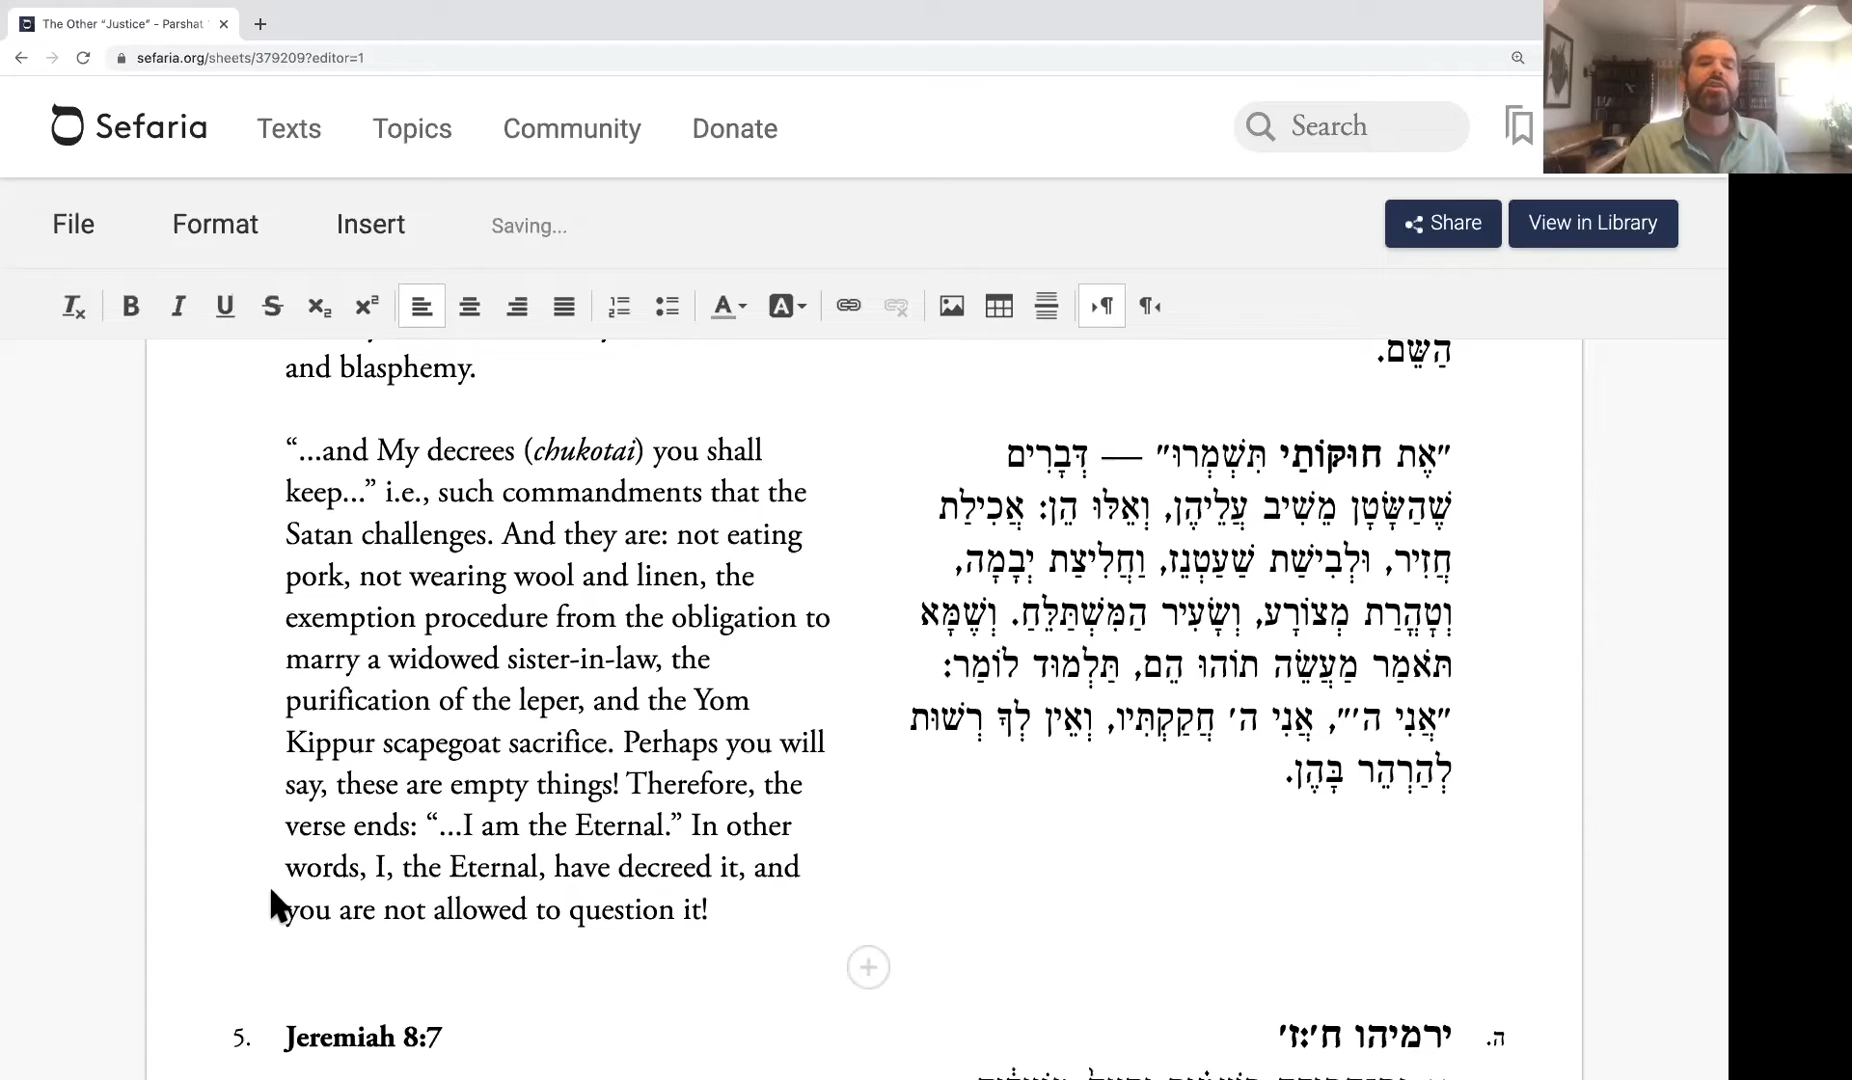 The Other “Justice” - Parshat
sefaria.org/sheets/379209?editor=1
Sefaria
Texts
Topics
Community
Donate
Search
File
Format
Insert
Saving...
Share
View in Library
and blasphemy.
“...and My decrees (chukotai) you shall
keep...” i.e., such commandments that the
Satan challenges. And they are: not eating
pork, not wearing wool and linen, the
exemption procedure from the obligation to
marry a widowed sister-in-law, the
purification of the leper, and the Yom
Kippur scapegoat sacrifice. Perhaps you will
say, these are empty things! Therefore, the
verse ends: “...I am the Eternal.” In other
words, I, the Eternal, have decreed it, and
you are not allowed to question it!
הַשֵּׁם.
״אֶת חוּקּוֹתַי תִּשְׁמְרוּ״ — דְּבָרִים
שֶׁהַשָּׂטָן מֵשִׁיב עֲלֵיהֶן, וְאֵלּוּ הֵן: אֲכִילַת
חֲזִיר, וּלְבִישַׁת שַׁעַטְנֵז, וַחֲלִיצַת יְבָמָה,
וְטׇהֳרַת מְצוֹרָע, וְשָׂעִיר הַמִּשְׁתַּלֵּחַ. וְשֶׁמָּא
תֹּאמַר מַעֲשֵׂה תוֹהוּ הֵם, תַּלְמוּד לוֹמַר:
״אֲנִי ה׳״, אֲנִי ה׳ חֲקַקְתִּיו, וְאֵין לְךָ רְשׁוּת
לְהַרְהֵר בָּהֶן.
5. Jeremiah 8:7
ה. ירמיהו ח׳:ז׳